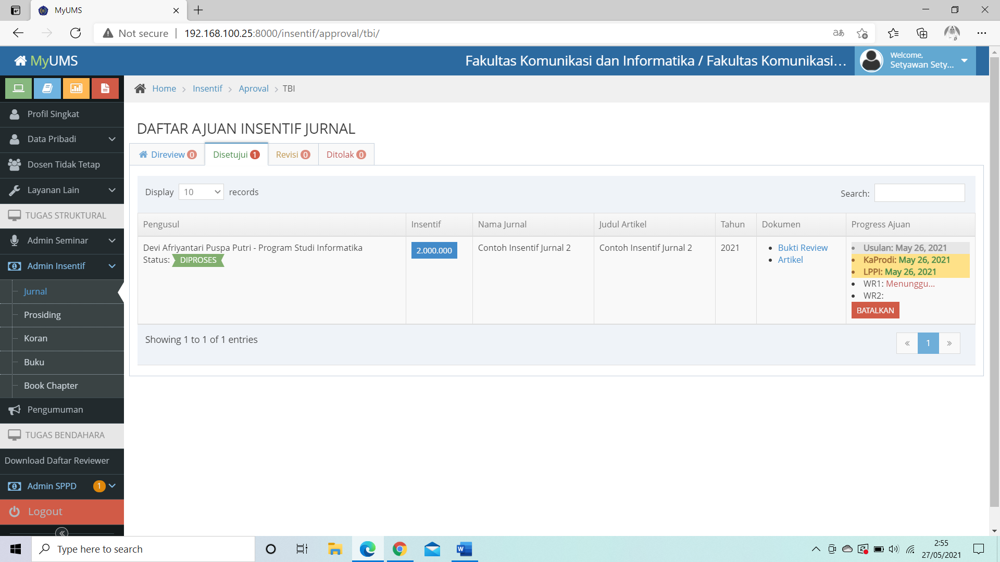 MyUMS
Not secure | 192.168.100.25:8000/insentif/approval/tbi/
MyUMS
Fakultas Komunikasi dan Informatika / Fakultas Komunikasi...
Welcome,
Setyawan Sety...
Home > Insentif > Aproval > TBI
Profil Singkat
Data Pribadi
Dosen Tidak Tetap
Layanan Lain
TUGAS STRUKTURAL
Admin Seminar
Admin Insentif
Jurnal
Prosiding
Koran
Buku
Book Chapter
Pengumuman
TUGAS BENDAHARA
Download Daftar Reviewer
Admin SPPD 1
Logout
DAFTAR AJUAN INSENTIF JURNAL
Direview 0 Disetujui 1 Revisi 0 Ditolak 0
Display 10 records
Search:
Pengusul Insentif Nama Jurnal Judul Artikel Tahun Dokumen Progress Ajuan
Devi Afriyantari Puspa Putri - Program Studi Informatika
Status: DIPROSES
2.000.000
Contoh Insentif Jurnal 2
Contoh Insentif Jurnal 2
2021
• Bukti Review
• Artikel
• Usulan: May 26, 2021
• KaProdi: May 26, 2021
• LPPI: May 26, 2021
• WR1: Menunggu...
• WR2:
BATALKAN
Showing 1 to 1 of 1 entries
« 1 »
Type here to search
2:55
27/05/2021